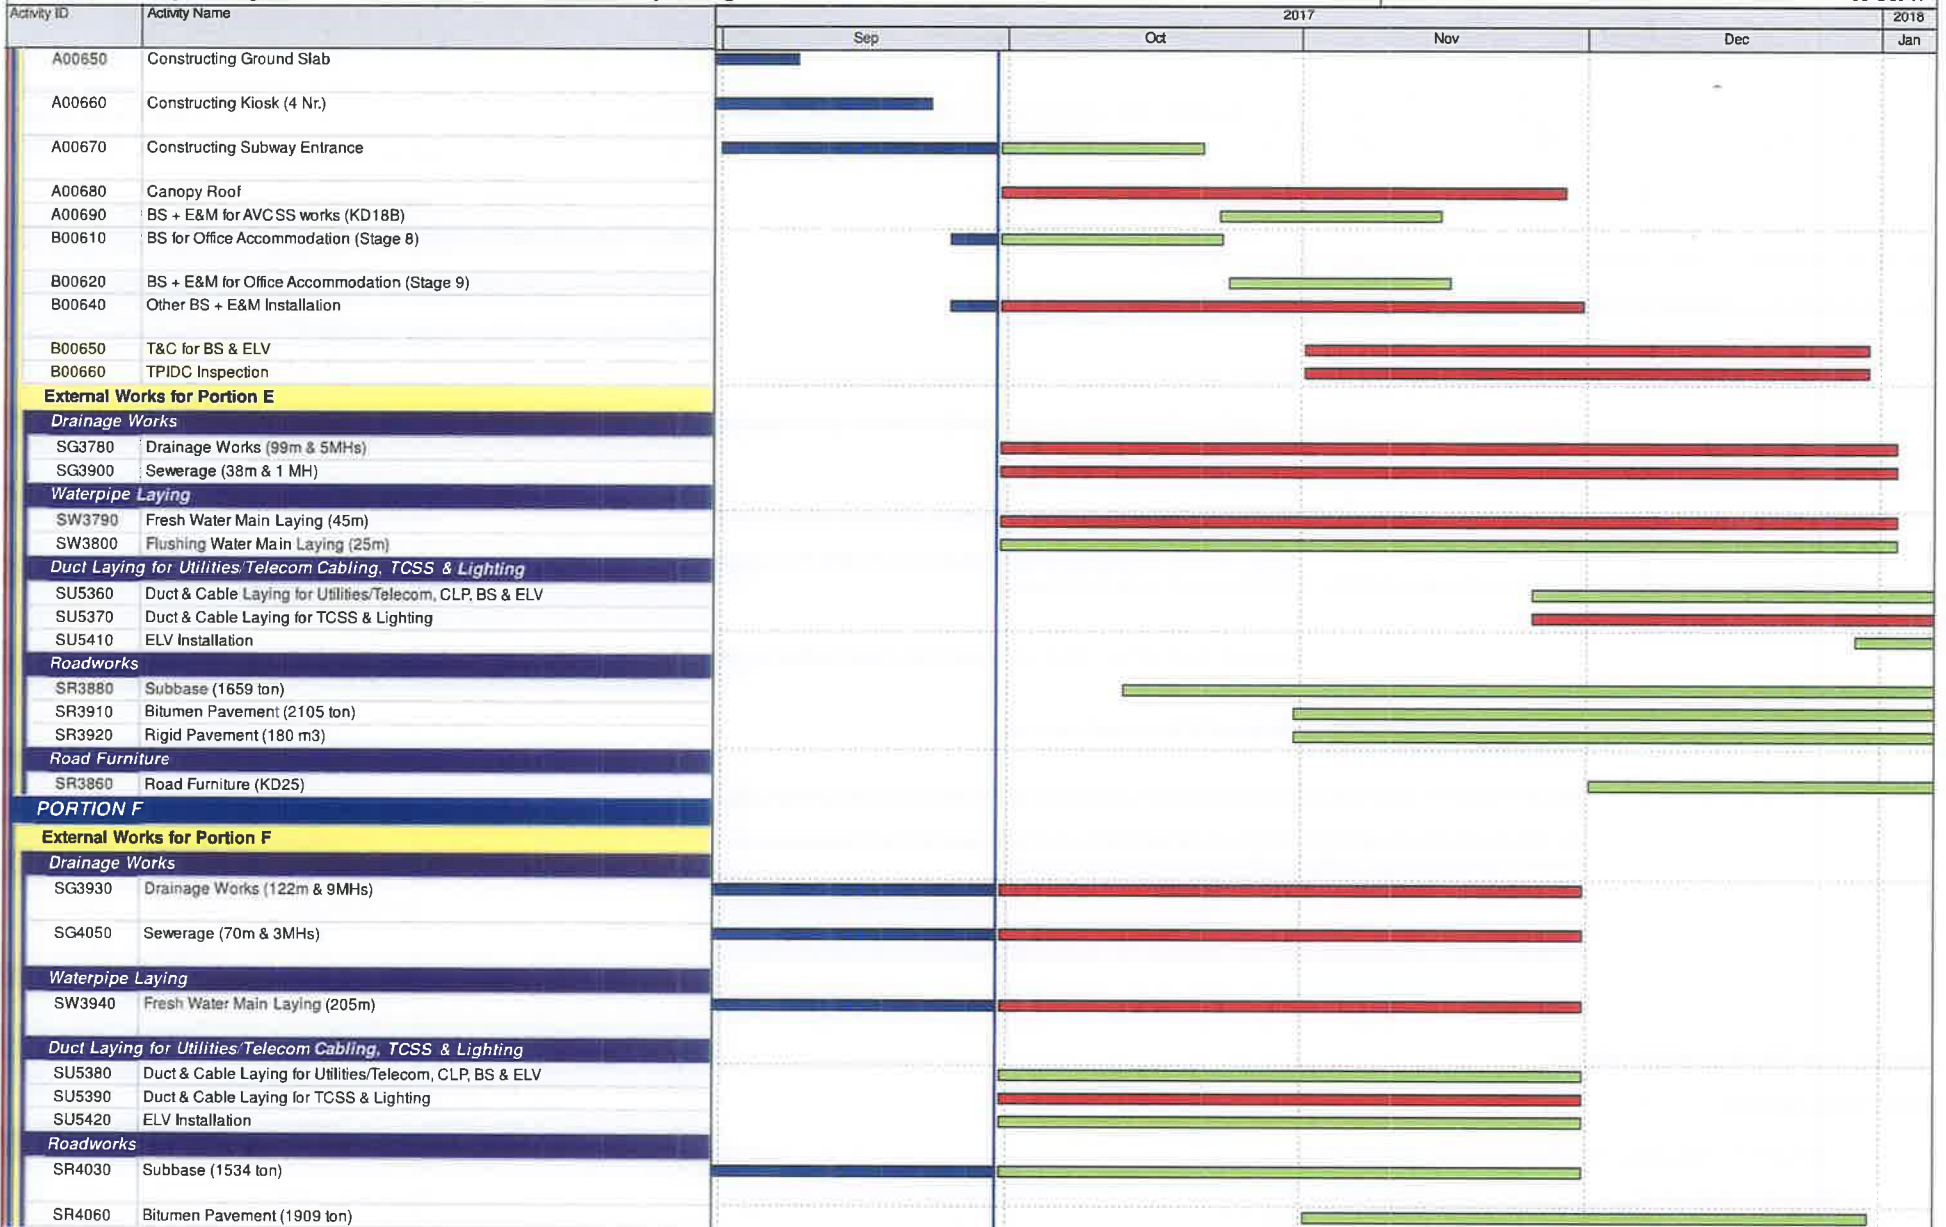 Activity ID Activity Name 2017 2018
Sep Oct Nov Dec Jan
A00650 Constructing Ground Slab
A00660 Constructing Kiosk (4 Nr.)
A00670 Constructing Subway Entrance
A00680 Canopy Roof
A00690 BS + E&M for AVCSS works (KD18B)
B00610 BS for Office Accommodation (Stage 8)
B00620 BS + E&M for Office Accommodation (Stage 9)
B00640 Other BS + E&M Installation
B00650 T&C for BS & ELV
B00660 TPIDC Inspection
External Works for Portion E
Drainage Works
SG3780 Drainage Works (99m & 5MHs)
SG3900 Sewerage (38m & 1 MH)
Waterpipe Laying
SW3790 Fresh Water Main Laying (45m)
SW3800 Flushing Water Main Laying (25m)
Duct Laying for Utilities/Telecom Cabling, TCSS & Lighting
SU5360 Duct & Cable Laying for Utilities/Telecom, CLP, BS & ELV
SU5370 Duct & Cable Laying for TCSS & Lighting
SU5410 ELV Installation
Roadworks
SR3880 Subbase (1659 ton)
SR3910 Bitumen Pavement (2105 ton)
SR3920 Rigid Pavement (180 m3)
Road Furniture
SR3860 Road Furniture (KD25)
PORTION F
External Works for Portion F
Drainage Works
SG3930 Drainage Works (122m & 9MHs)
SG4050 Sewerage (70m & 3MHs)
Waterpipe Laying
SW3940 Fresh Water Main Laying (205m)
Duct Laying for Utilities/Telecom Cabling, TCSS & Lighting
SU5380 Duct & Cable Laying for Utilities/Telecom, CLP, BS & ELV
SU5390 Duct & Cable Laying for TCSS & Lighting
SU5420 ELV Installation
Roadworks
SR4030 Subbase (1534 ton)
SR4060 Bitumen Pavement (1909 ton)